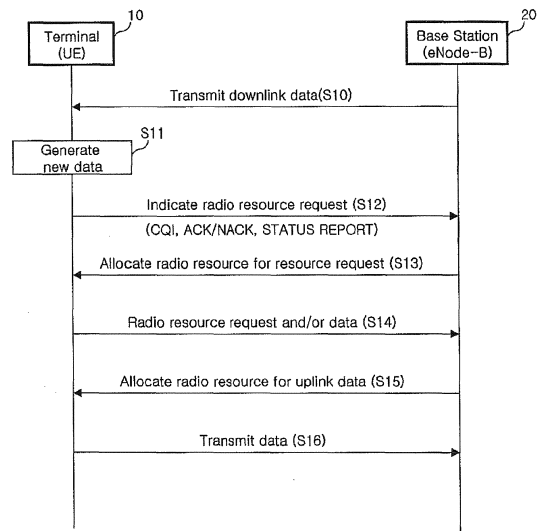 10
Terminal
(UE)
20
Base Station
(eNode-B)
Transmit downlink data(S10)
S11
Generate
new data
Indicate radio resource request (S12)
(CQI, ACK/NACK, STATUS REPORT)
Allocate radio resource for resource request (S13)
Radio resource request and/or data (S14)
Allocate radio resource for uplink data (S15)
Transmit data (S16)